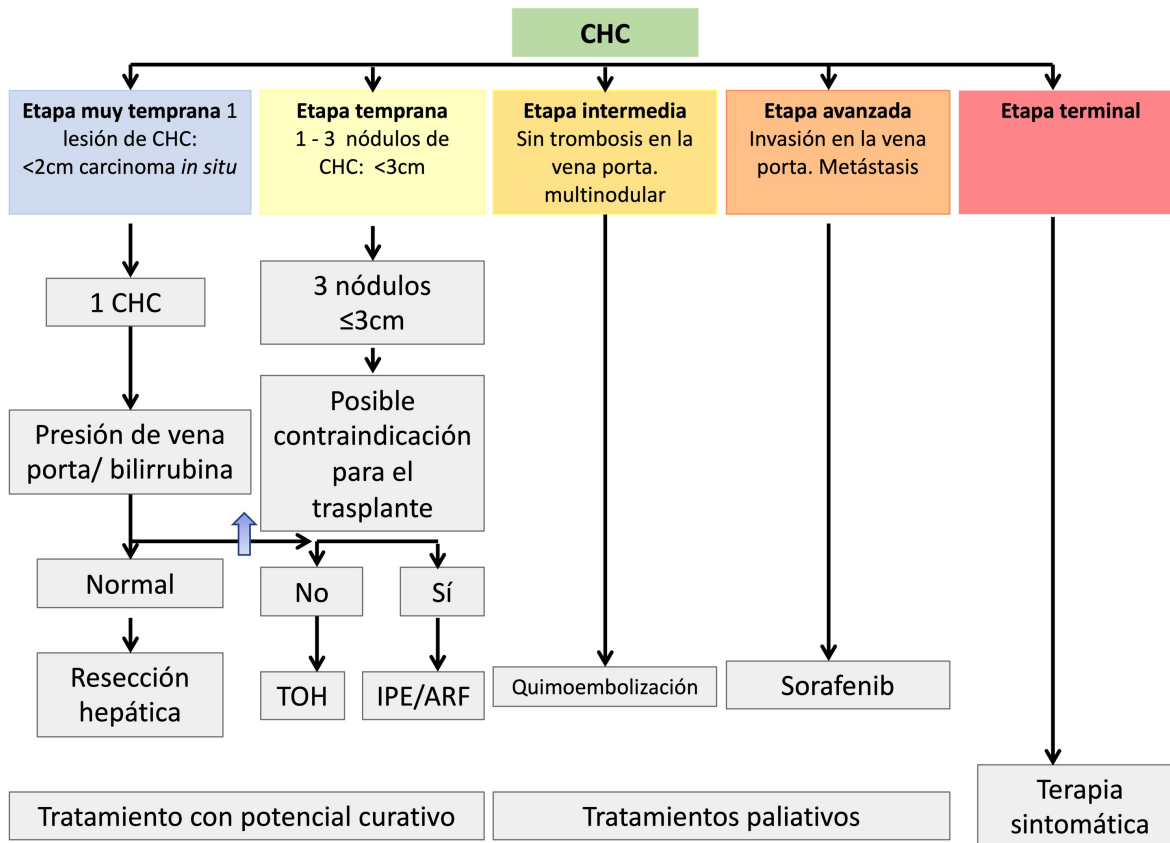 CHC
Etapa muy temprana 1
lesión de CHC:
<2cm carcinoma in situ
Etapa temprana
1 - 3 nódulos de
CHC: <3cm
Etapa intermedia
Sin trombosis en la
vena porta.
multinodular
Etapa avanzada
Invasión en la vena
porta. Metástasis
Etapa terminal
1 CHC
3 nódulos
≤3cm
Presión de vena
porta/ bilirrubina
Posible
contraindicación
para el
trasplante
Normal
No
Sí
Resección
hepática
TOH
IPE/ARF
Quimoembolización
Sorafenib
Tratamiento con potencial curativo
Tratamientos paliativos
Terapia
sintomática